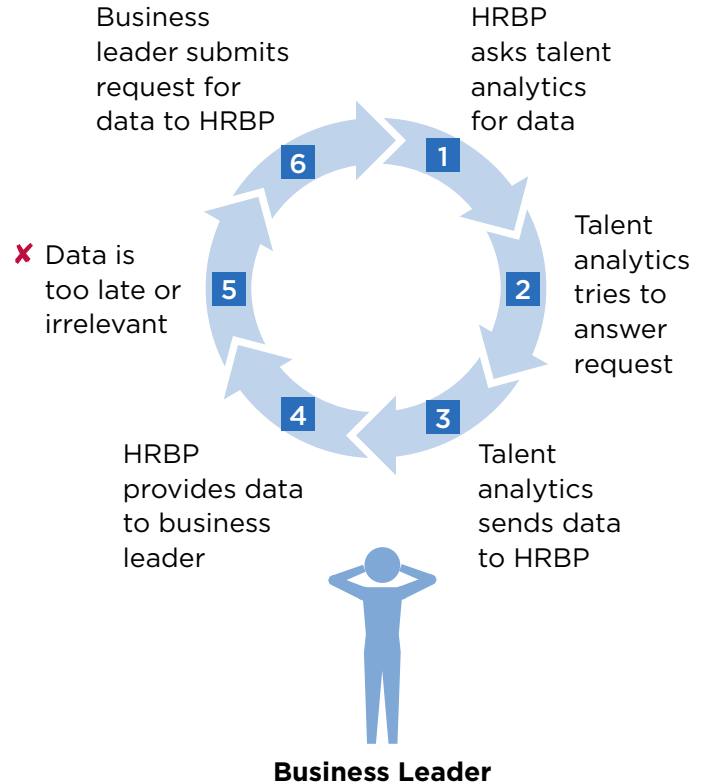 HRBP
asks talent
analytics
for data
1
Talent
analytics
tries to
answer
request
2
Talent
analytics
sends data
to HRBP
3
HRBP
provides data
to business
leader
4
✘ Data is
too late or
irrelevant
5
Business
leader submits
request for
data to HRBP
6
Business Leader